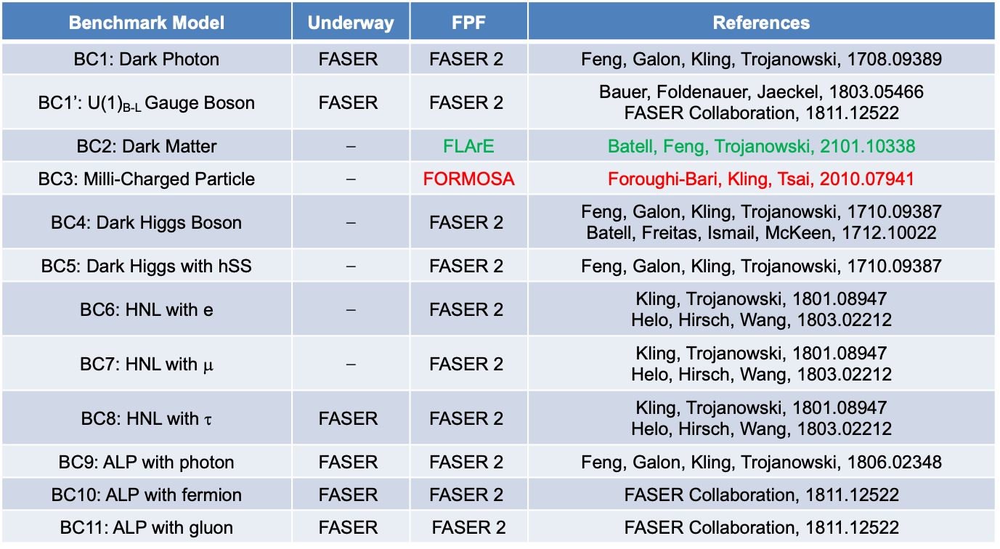 Benchmark Model Underway FPF References
BC1: Dark Photon FASER FASER 2 Feng, Galon, Kling, Trojanowski, 1708.09389
BC1’: U(1)B-L Gauge Boson FASER FASER 2 Bauer, Foldenauer, Jaeckel, 1803.05466
FASER Collaboration, 1811.12522
BC2: Dark Matter – FLArE Batell, Feng, Trojanowski, 2101.10338
BC3: Milli-Charged Particle – FORMOSA Foroughi-Bari, Kling, Tsai, 2010.07941
BC4: Dark Higgs Boson – FASER 2 Feng, Galon, Kling, Trojanowski, 1710.09387
Batell, Freitas, Ismail, McKeen, 1712.10022
BC5: Dark Higgs with hSS – FASER 2 Feng, Galon, Kling, Trojanowski, 1710.09387
BC6: HNL with e – FASER 2 Kling, Trojanowski, 1801.08947
Helo, Hirsch, Wang, 1803.02212
BC7: HNL with μ – FASER 2 Kling, Trojanowski, 1801.08947
Helo, Hirsch, Wang, 1803.02212
BC8: HNL with τ FASER FASER 2 Kling, Trojanowski, 1801.08947
Helo, Hirsch, Wang, 1803.02212
BC9: ALP with photon FASER FASER 2 Feng, Galon, Kling, Trojanowski, 1806.02348
BC10: ALP with fermion FASER FASER 2 FASER Collaboration, 1811.12522
BC11: ALP with gluon FASER FASER 2 FASER Collaboration, 1811.12522